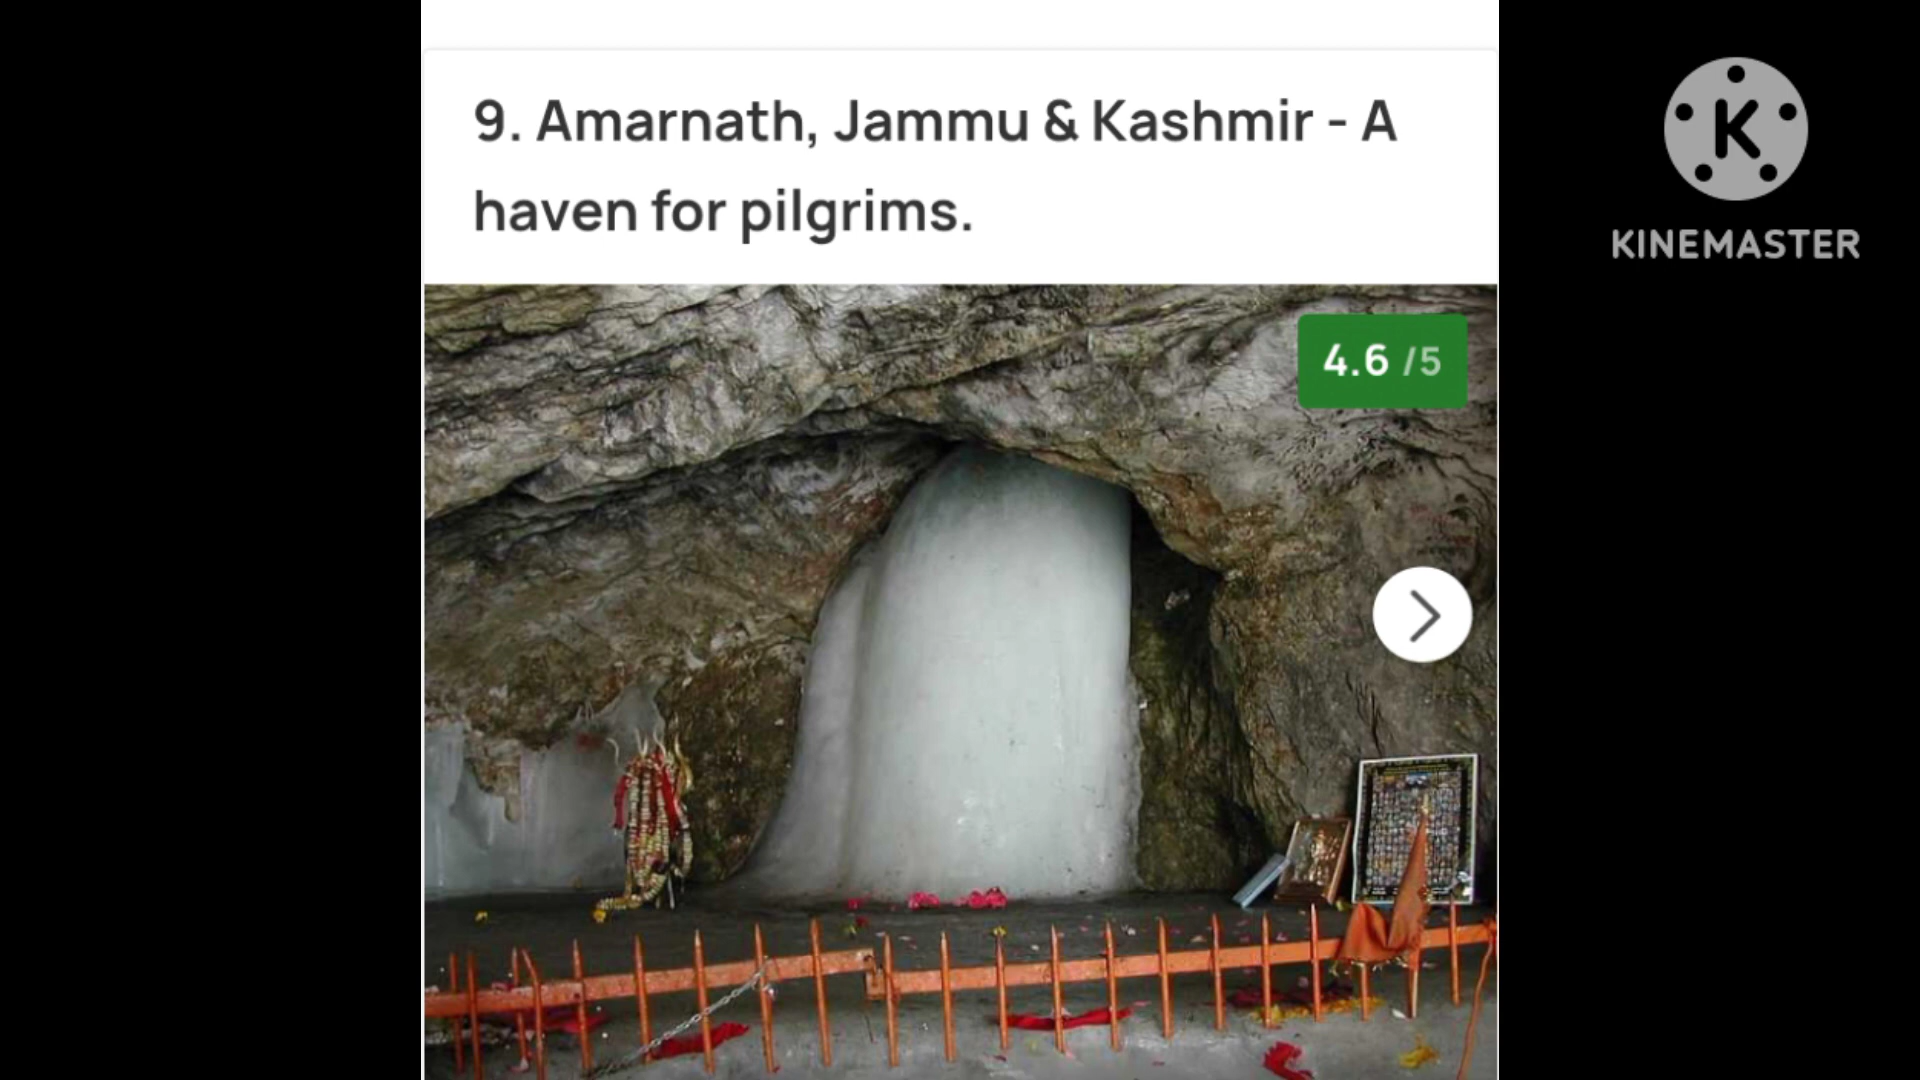 9. Amarnath, Jammu & Kashmir - A
haven for pilgrims.
4.6 /5
K
KINEMASTER